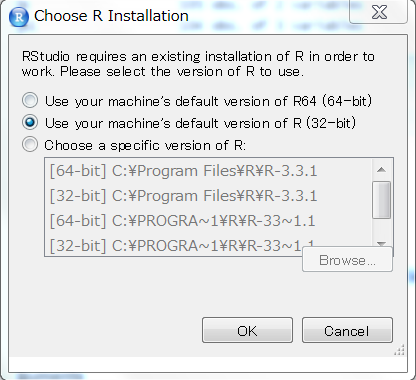 Choose R Installation
RStudio requires an existing installation of R in order to
work. Please select the version of R to use.
Use your machine's default version of R64 (64-bit)
Use your machine's default version of R (32-bit)
Choose a specific version of R:
[64-bit] C:¥Program Files¥R¥R-3.3.1
[32-bit] C:¥Program Files¥R¥R-3.3.1
[64-bit] C:¥PROGRA~1¥R¥R-33~1.1
[32-bit] C:¥PROGRA~1¥R¥R-33~1.1
Browse...
OK
Cancel